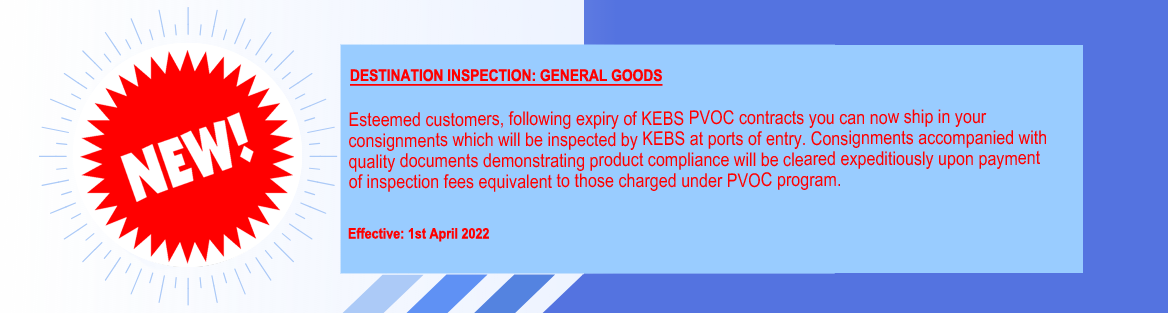 NEW!
DESTINATION INSPECTION: GENERAL GOODS
Esteemed customers, following expiry of KEBS PVOC contracts you can now ship in your
consignments which will be inspected by KEBS at ports of entry. Consignments accompanied with
quality documents demonstrating product compliance will be cleared expeditiously upon payment
of inspection fees equivalent to those charged under PVOC program.
Effective: 1st April 2022